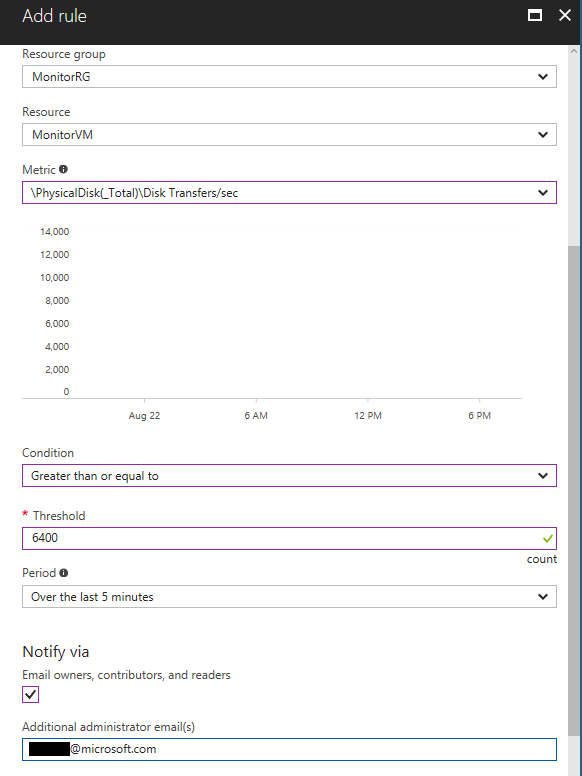 Add rule
Resource group
MonitorRG
Resource
MonitorVM
Metric
\PhysicalDisk(_Total)\Disk Transfers/sec
14,000
12,000
10,000
8,000
6,000
4,000
2,000
0
Aug 22 6 AM 12 PM 6 PM
Condition
Greater than or equal to
* Threshold
6400
count
Period
Over the last 5 minutes
Notify via
Email owners, contributors, and readers
Additional administrator email(s)
@microsoft.com